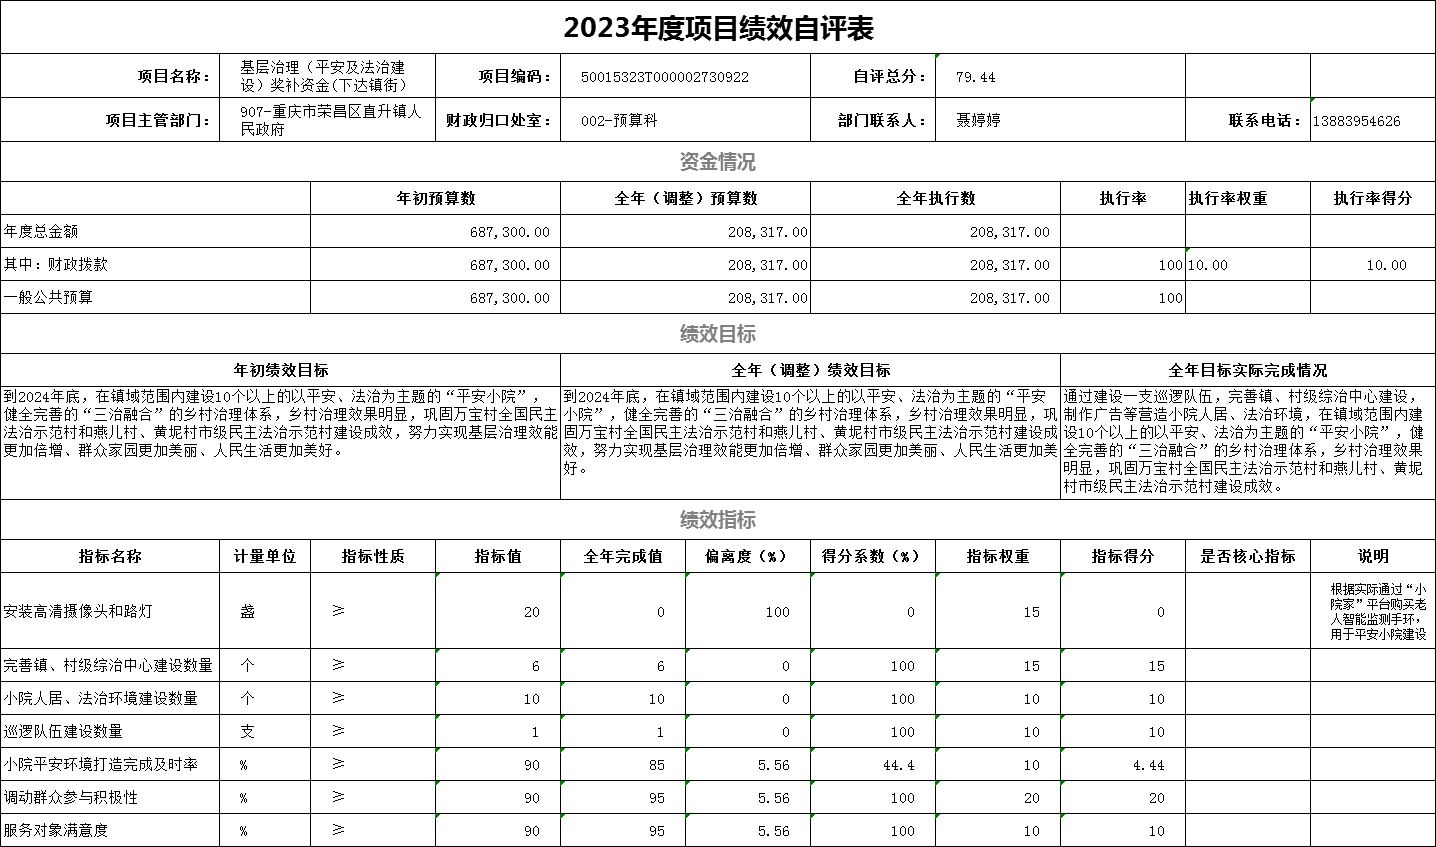 2023年度项目绩效自评表
项目名称： 基层治理（平安及法治建 项目编码： 50015323T000002730922 自评总分： 79.44
设）奖补资金(下达镇街）
项目主管部门： 907-重庆市荣昌区直升镇人 财政归口处室： 002-预算科 部门联系人： 聂婷婷 联系电话： 13883954626
民政府
资金情况
年初预算数 全年（调整）预算数 全年执行数 执行率 执行率权重 执行率得分
年度总金额 687,300.00 208,317.00 208,317.00
其中：财政拨款 687,300.00 208,317.00 208,317.00 100 10.00 10.00
一般公共预算 687,300.00 208,317.00 208,317.00 100
绩效目标
年初绩效目标 全年（调整）绩效目标 全年目标实际完成情况
到2024年底，在镇域范围内建设10个以上的以平安、法治为主题的“平安小院”，
健全完善的“三治融合”的乡村治理体系，乡村治理效果明显，巩固万宝村全国民主
法治示范村和燕儿村、黄坭村市级民主法治示范村建设成效，努力实现基层治理效能
更加倍增、群众家园更加美丽、人民生活更加美好。
到2024年底，在镇域范围内建设10个以上的以平安、法治为主题的“平安
小院”，健全完善的“三治融合”的乡村治理体系，乡村治理效果明显，巩
固万宝村全国民主法治示范村和燕儿村、黄坭村市级民主法治示范村建设成
效，努力实现基层治理效能更加倍增、群众家园更加美丽、人民生活更加美
好。
通过建设一支巡逻队伍，完善镇、村级综治中心建设，
制作广告等营造小院人居、法治环境，在镇域范围内建
设10个以上的以平安、法治为主题的“平安小院”，健
全完善的“三治融合”的乡村治理体系，乡村治理效果
明显，巩固万宝村全国民主法治示范村和燕儿村、黄坭
村市级民主法治示范村建设成效。
绩效指标
指标名称 计量单位 指标性质 指标值 全年完成值 偏离度（%） 得分系数（%） 指标权重 指标得分 是否核心指标 说明
安装高清摄像头和路灯 盏 ≥ 20 0 100 0 15 0
根据实际通过“小
院家”平台购买老
人智能监测手环，
用于平安小院建设
完善镇、村级综治中心建设数量 个 ≥ 6 6 0 100 15 15
小院人居、法治环境建设数量 个 ≥ 10 10 0 100 10 10
巡逻队伍建设数量 支 ≥ 1 1 0 100 10 10
小院平安环境打造完成及时率 % ≥ 90 85 5.56 44.4 10 4.44
调动群众参与积极性 % ≥ 90 95 5.56 100 20 20
服务对象满意度 % ≥ 90 95 5.56 100 10 10